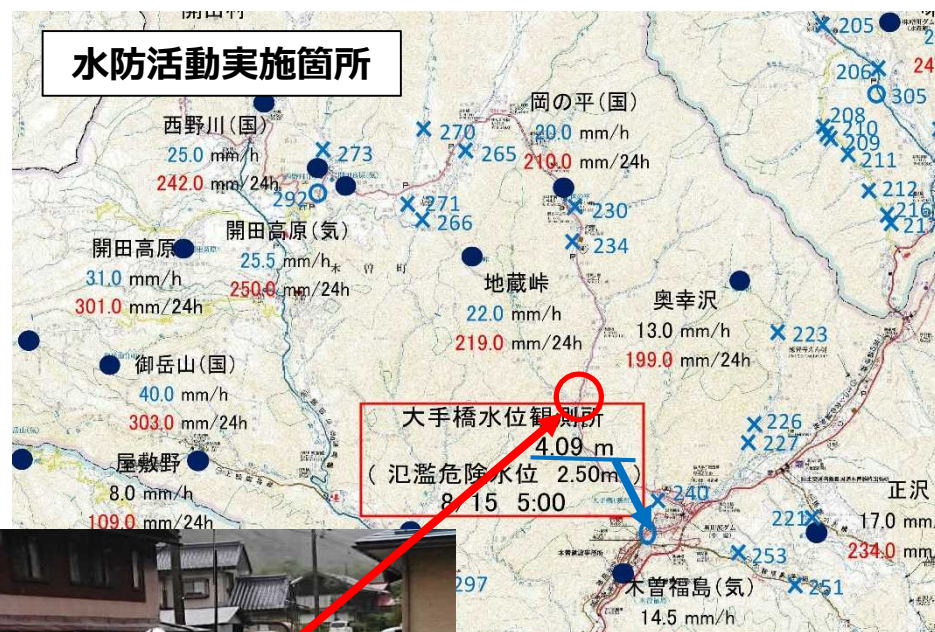 開田村
205
水防活動実施箇所
206
24
305
岡の平(国)
20.0 mm/h
210.0 mm/24h
西野川(国)
25.0 mm/h
242.0 mm/24h
270
265
273
292
208
210
209
211
212
216
217
230
234
271
266
開田高原
31.0 mm/h
301.0 mm/24h
開田高原(気)
25.5 mm/h
250.0 mm/24h
木曽町
地蔵峠
22.0 mm/h
219.0 mm/24h
奥幸沢
13.0 mm/h
199.0 mm/24h
223
御岳山(国)
40.0 mm/h
303.0 mm/24h
大手橋水位観測所
4.09 m
( 氾濫危険水位 2.50m )
8/15 5:00
226
227
屋敷野
8.0 mm/h
109.0 mm/24h
240
正沢
17.0 mm
234.0 mm
221
253
251
297
木曽福島(気)
14.5 mm/h